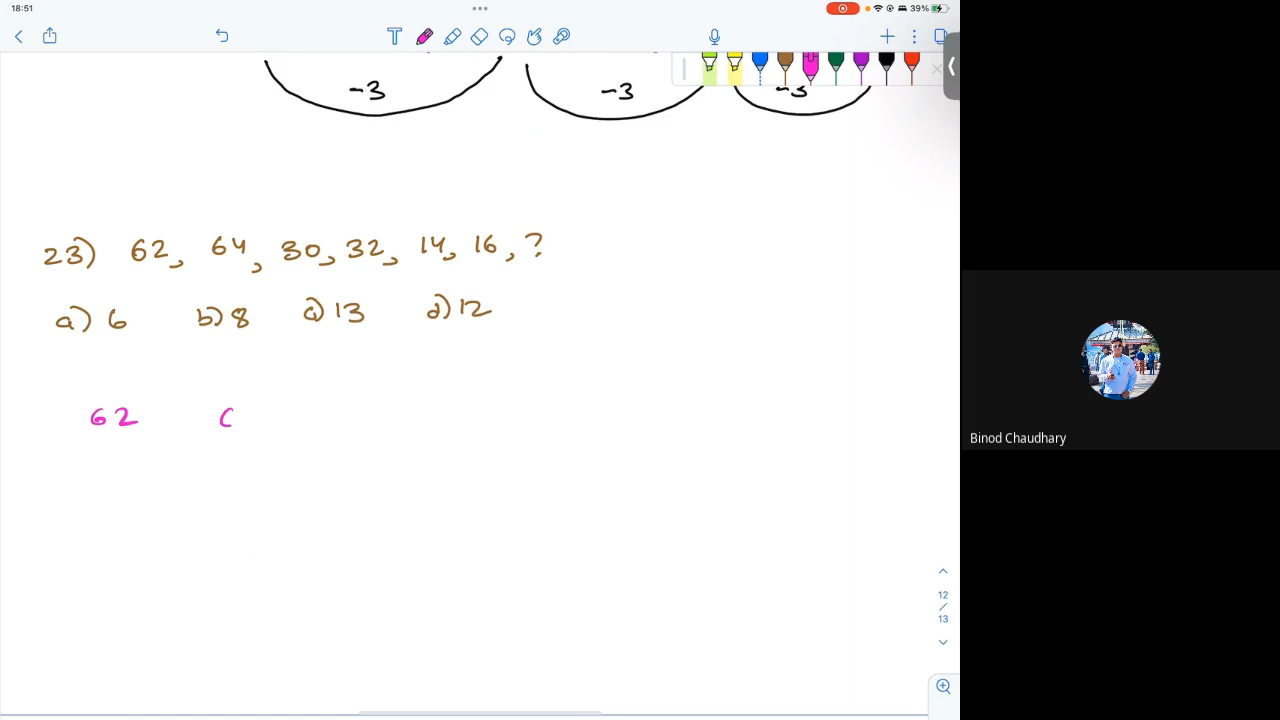 18:51
39%
T
-3 -3 -3
23) 62, 64, 30, 32, 14, 16, ?
a) 6 b) 8 c) 13 d) 12
62 (
12
/
13
Binod Chaudhary